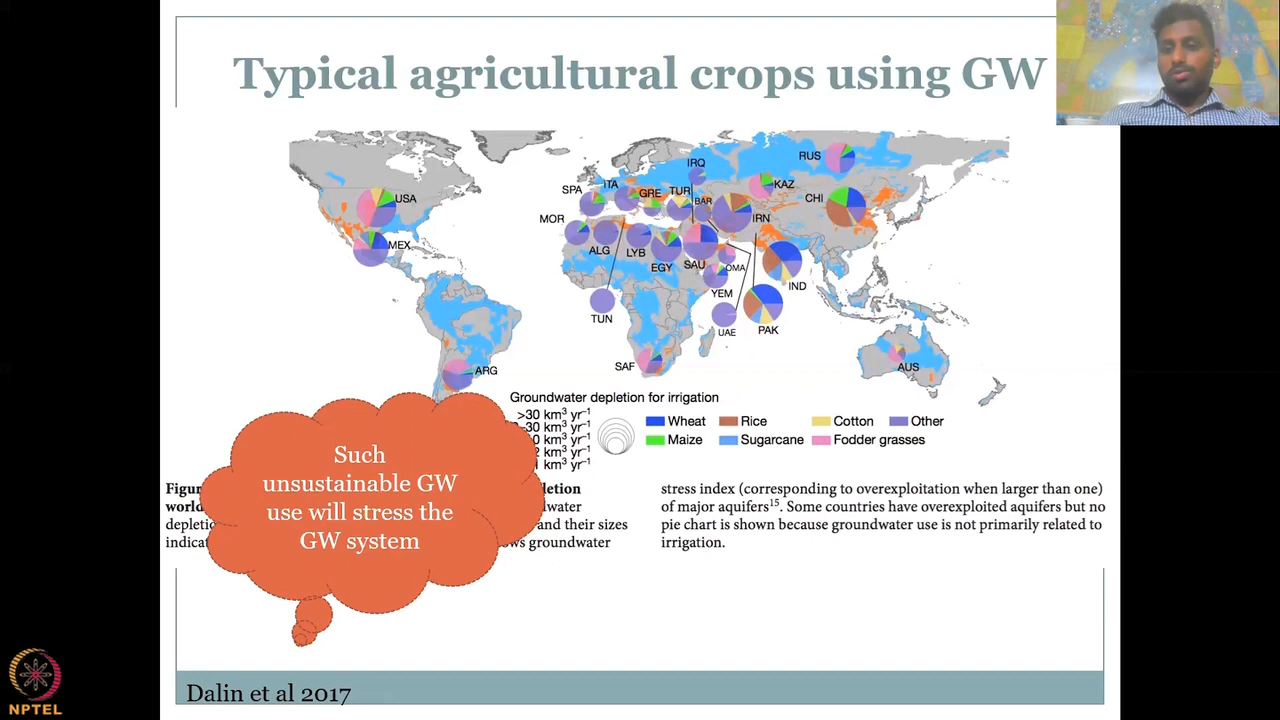 Typical agricultural crops using GW
RUS
IRQ
SPA
ITA
GRE
TUR
BAR
KAZ
USA
CHI
MOR
IRN
MEX
ALG
LYB
EGY
SAU
OMA
YEM
IND
TUN
UAE
PAK
SAF
AUS
ARG
Groundwater depletion for irrigation
>30 km³ yr⁻¹
–30 km³ yr⁻¹
0 km³ yr⁻¹
2 km³ yr⁻¹
1 km³ yr⁻¹
Wheat Rice Cotton Other
Maize Sugarcane Fodder grasses
Such
unsustainable GW
use will stress the
GW system
Figur
worl
depleti
indicat
letion
water
and their sizes
ows groundwater
stress index (corresponding to overexploitation when larger than one)
of major aquifers¹⁵. Some countries have overexploited aquifers but no
pie chart is shown because groundwater use is not primarily related to
irrigation.
Dalin et al 2017
NPTEL